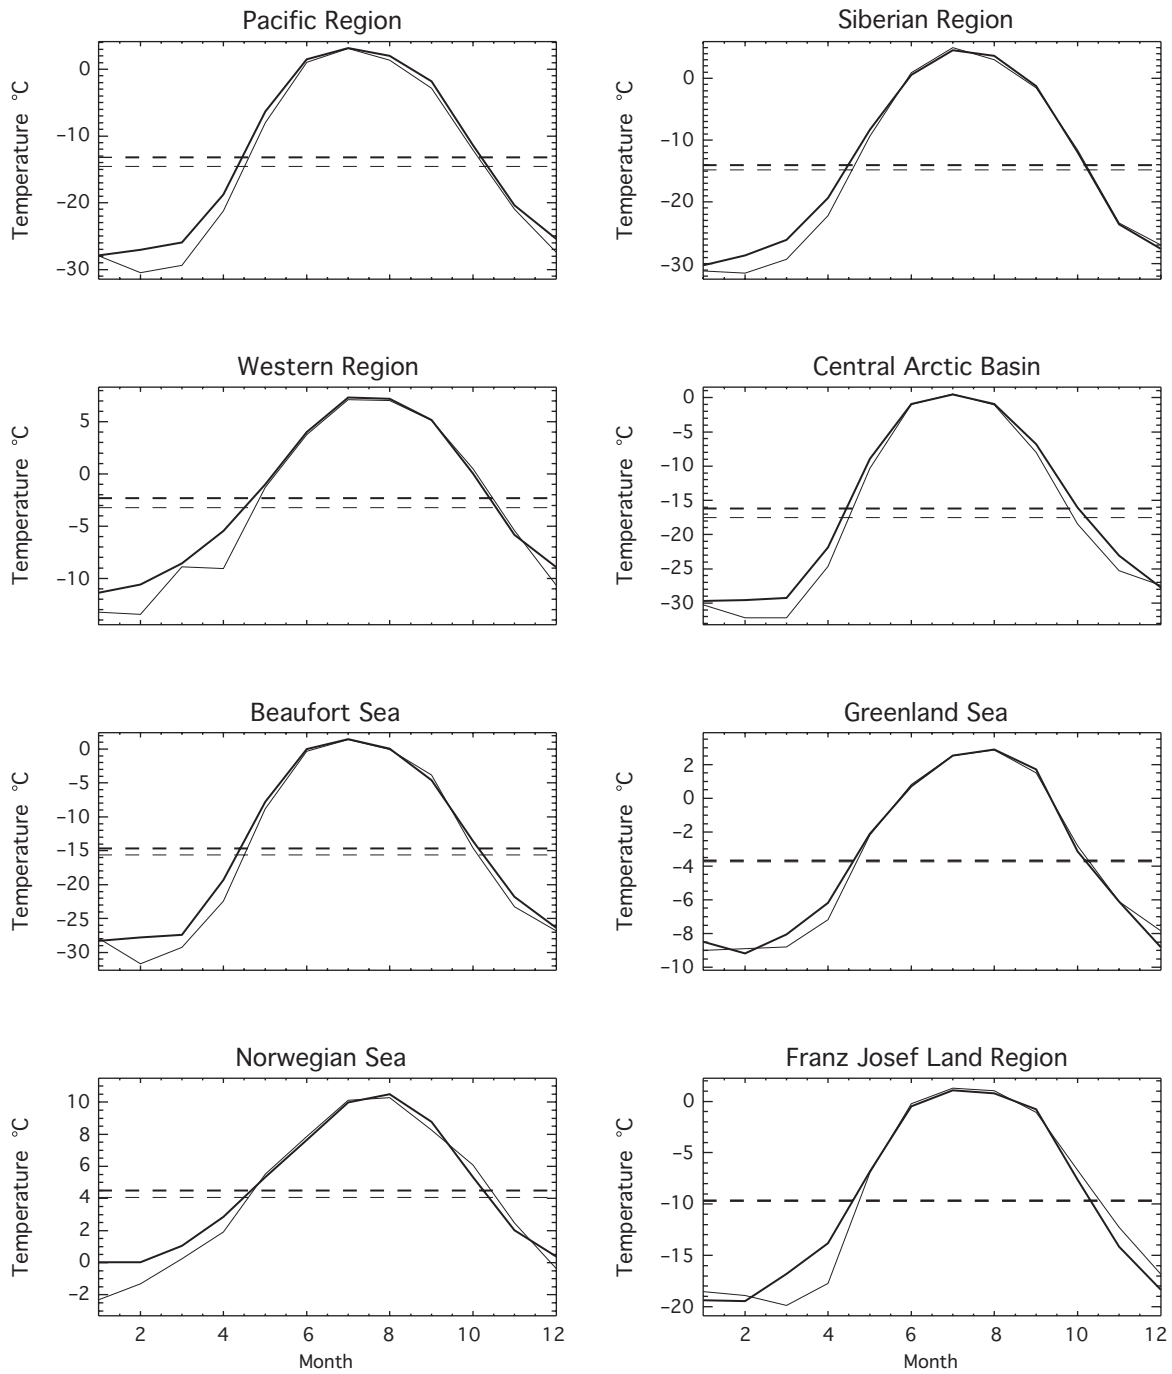 Pacific Region
Temperature °C
0
–10
–20
–30
Siberian Region
Temperature °C
0
–10
–20
–30
Western Region
Temperature °C
5
0
–5
–10
Central Arctic Basin
Temperature °C
0
–5
–10
–15
–20
–25
–30
Beaufort Sea
Temperature °C
0
–5
–10
–15
–20
–25
–30
Greenland Sea
Temperature °C
2
0
–2
–4
–6
–8
–10
Norwegian Sea
Temperature °C
10
8
6
4
2
0
–2
2 4 6 8 10 12
Month
Franz Josef Land Region
Temperature °C
0
–5
–10
–15
–20
2 4 6 8 10 12
Month